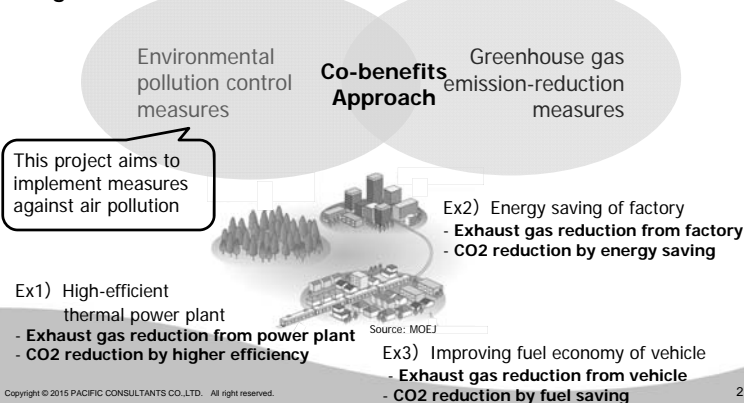 Environmental
pollution control
measures
Co-benefits
Approach
Greenhouse gas
emission-reduction
measures
This project aims to
implement measures
against air pollution
Ex2) Energy saving of factory
- Exhaust gas reduction from factory
- CO2 reduction by energy saving
Ex1) High-efficient
thermal power plant
- Exhaust gas reduction from power plant
- CO2 reduction by higher efficiency
Source: MOEJ
Ex3) Improving fuel economy of vehicle
- Exhaust gas reduction from vehicle
- CO2 reduction by fuel saving
Copyright © 2015 PACIFIC CONSULTANTS CO.,LTD. All right reserved.
2